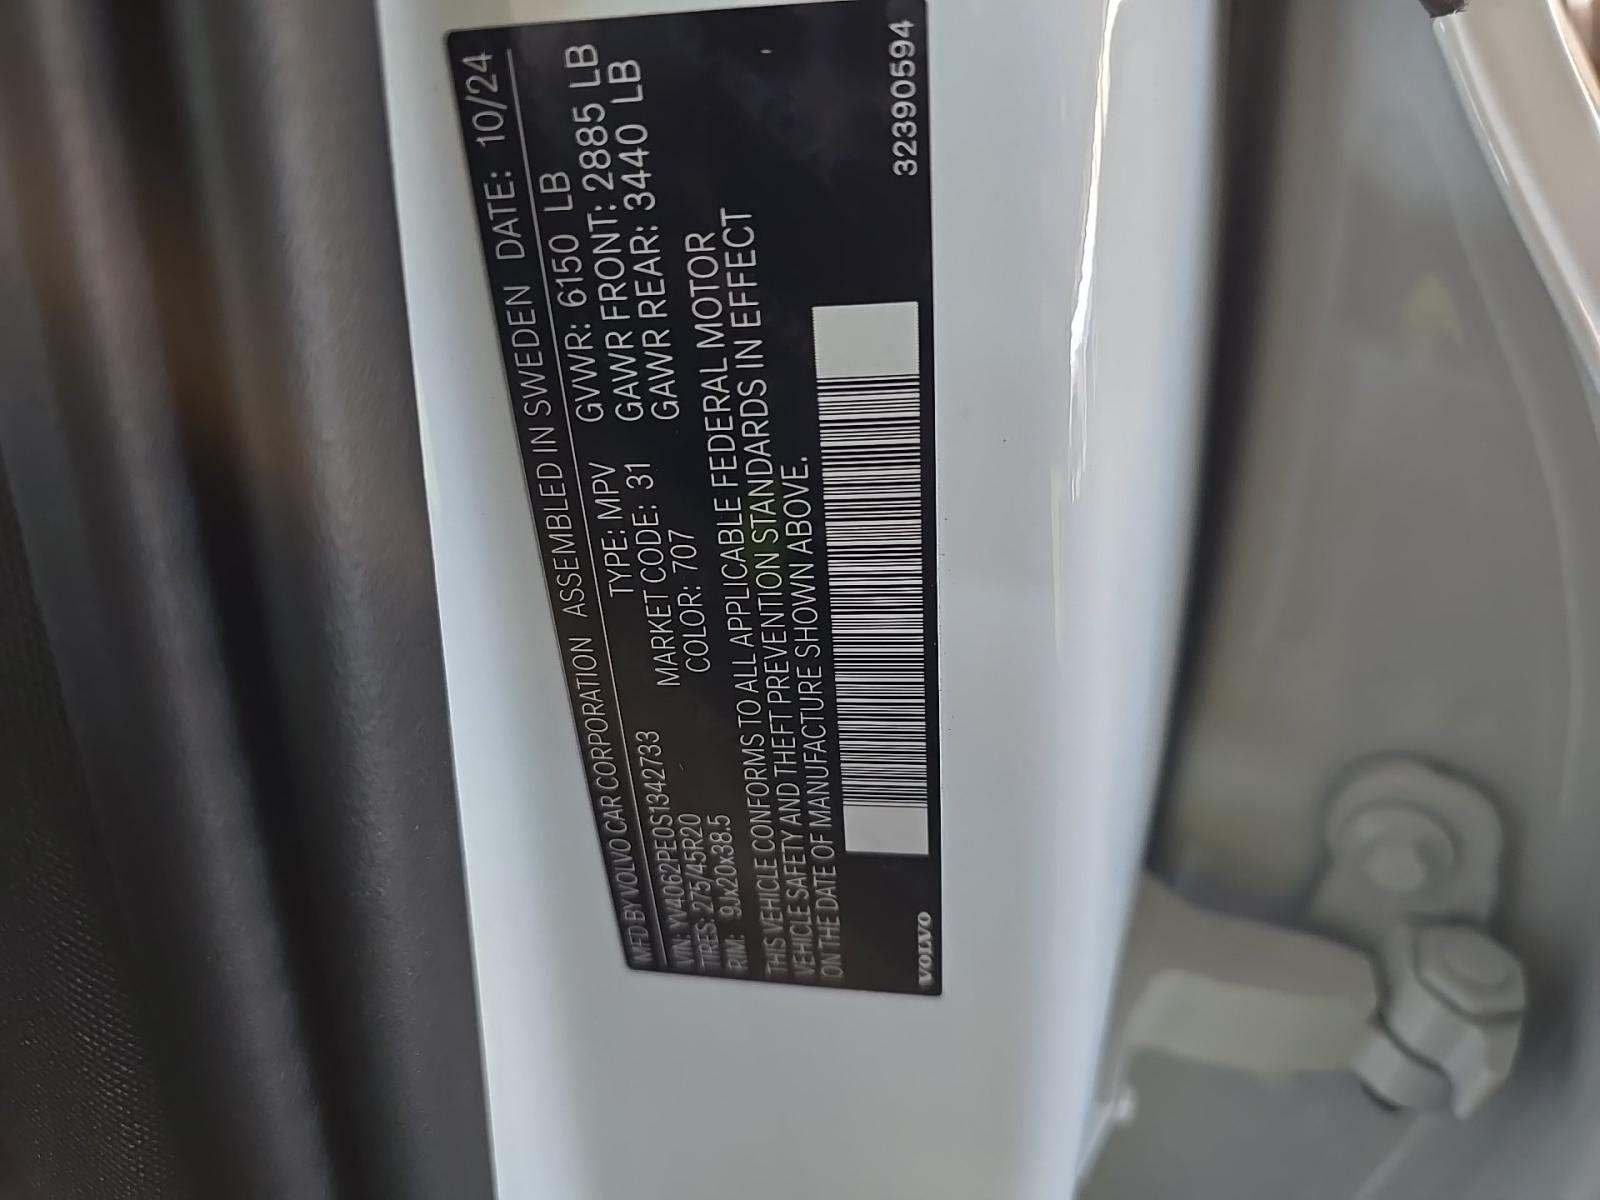 MFD BY VOLVO CAR CORPORATION ASSEMBLED IN SWEDEN DATE: 10/24
VIN: YV4062PE0S1342733 TYPE: MPV GVWR: 6150 LB
TIRES: 275/45R20 MARKET CODE: 31 GAWR FRONT: 2885 LB
RIM: 9Jx20x38.5 COLOR: 707 GAWR REAR: 3440 LB
THIS VEHICLE CONFORMS TO ALL APPLICABLE FEDERAL MOTOR
VEHICLE SAFETY AND THEFT PREVENTION STANDARDS IN EFFECT
ON THE DATE OF MANUFACTURE SHOWN ABOVE.
VOLVO 32390594